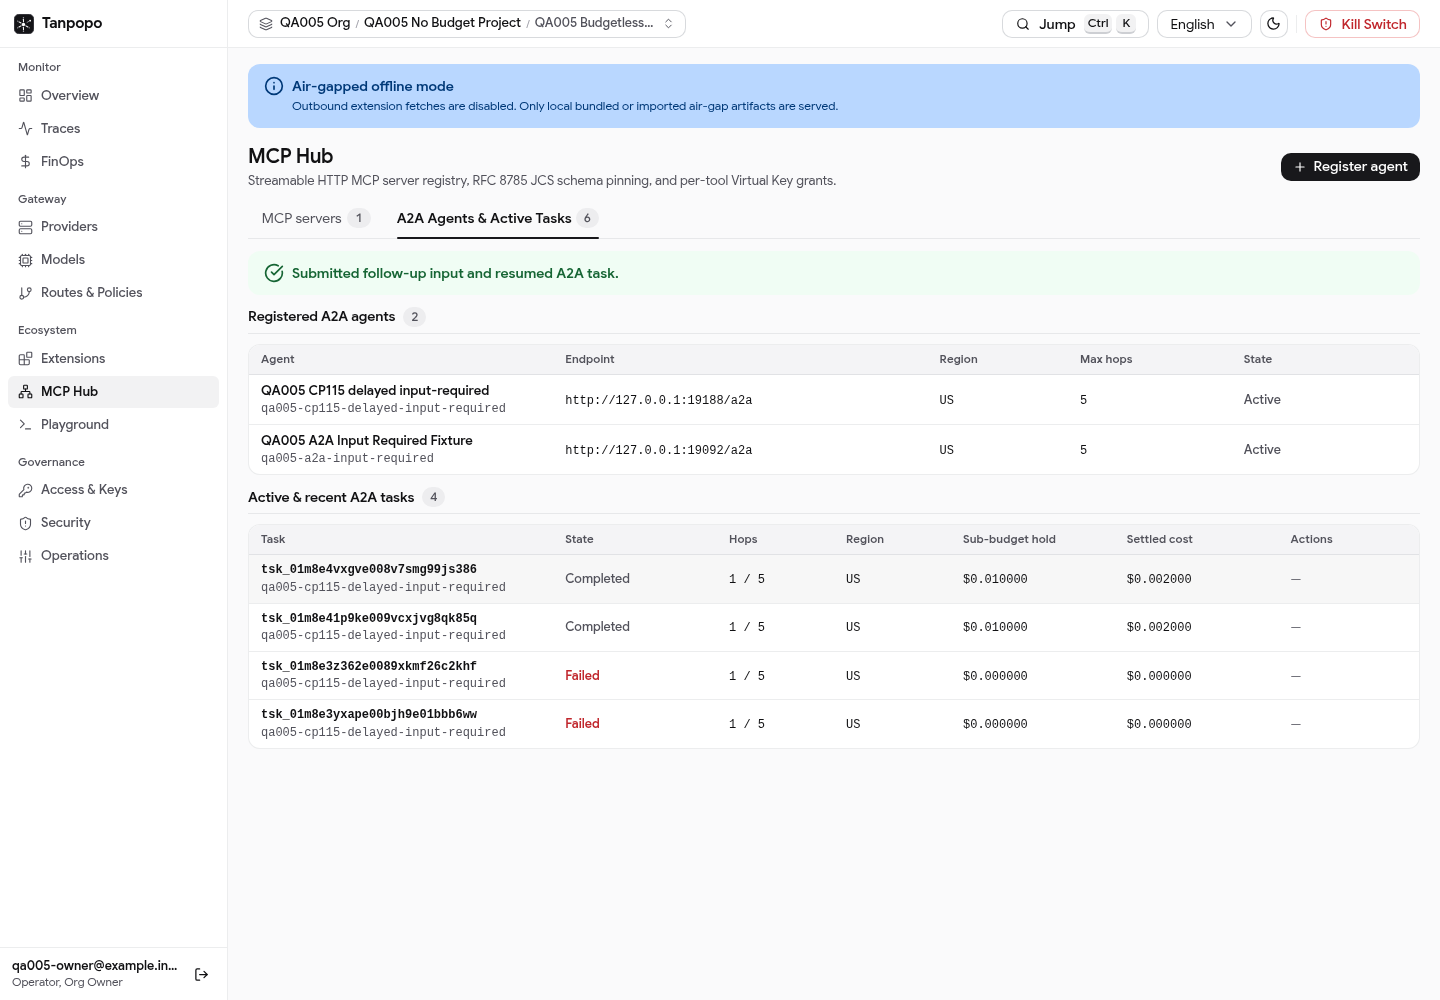 Tanpopo
QA005 Org / QA005 No Budget Project / QA005 Budgetless...
Jump Ctrl K
English
Kill Switch
Monitor
Overview
Traces
FinOps
Gateway
Providers
Models
Routes & Policies
Ecosystem
Extensions
MCP Hub
Playground
Governance
Access & Keys
Security
Operations
qa005-owner@example.in...
Operator, Org Owner
Air-gapped offline mode
Outbound extension fetches are disabled. Only local bundled or imported air-gap artifacts are served.
MCP Hub
Streamable HTTP MCP server registry, RFC 8785 JCS schema pinning, and per-tool Virtual Key grants.
Register agent
MCP servers 1
A2A Agents & Active Tasks 6
Submitted follow-up input and resumed A2A task.
Registered A2A agents 2
Agent Endpoint Region Max hops State
QA005 CP115 delayed input-required
qa005-cp115-delayed-input-required
http://127.0.0.1:19188/a2a US 5 Active
QA005 A2A Input Required Fixture
qa005-a2a-input-required
http://127.0.0.1:19092/a2a US 5 Active
Active & recent A2A tasks 4
Task State Hops Region Sub-budget hold Settled cost Actions
tsk_01m8e4vxgve008v7smg99js386
qa005-cp115-delayed-input-required
Completed 1 / 5 US $0.010000 $0.002000 —
tsk_01m8e41p9ke009vcxjvg8qk85q
qa005-cp115-delayed-input-required
Completed 1 / 5 US $0.010000 $0.002000 —
tsk_01m8e3z362e0089xkmf26c2khf
qa005-cp115-delayed-input-required
Failed 1 / 5 US $0.000000 $0.000000 —
tsk_01m8e3yxape00bjh9e01bbb6ww
qa005-cp115-delayed-input-required
Failed 1 / 5 US $0.000000 $0.000000 —